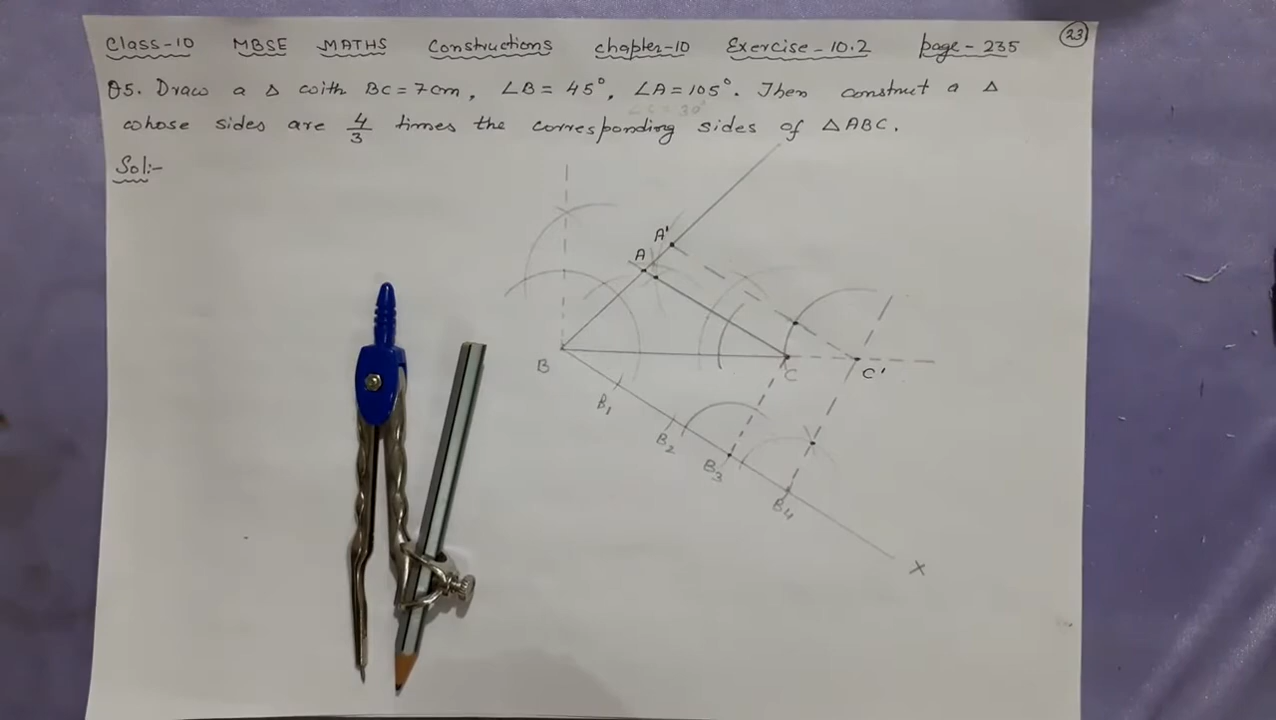 Class-10 MBSE MATHS Constructions chapter-10 Exercise-10.2 page-235 23
Q5. Draw a Δ with BC = 7cm, ∠B = 45°, ∠A = 105°. Then construct a Δ
∠C = 30°
whose sides are 4/3 times the corresponding sides of ΔABC.
Sol:-
A'
A
B
C
C'
B1
B2
B3
B4
X